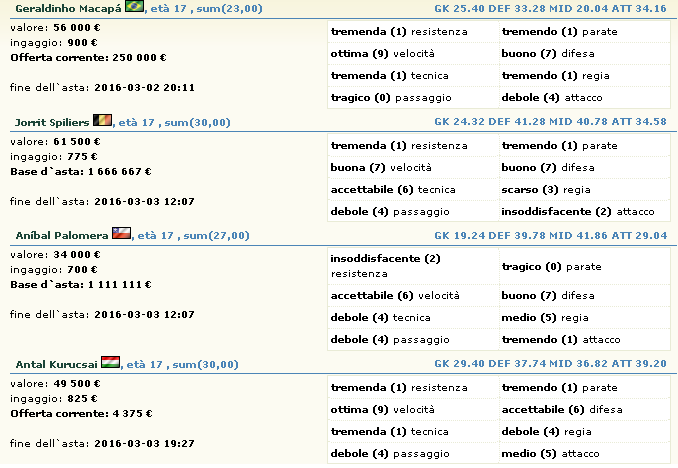 Geraldinho Macapá , età 17 , sum(23,00) GK 25.40 DEF 33.28 MID 20.04 ATT 34.16
valore: 56 000 €
ingaggio: 900 €
Offerta corrente: 250 000 €
fine dell`asta: 2016-03-02 20:11
tremenda (1) resistenza tremendo (1) parate
ottima (9) velocità buono (7) difesa
tremenda (1) tecnica tremendo (1) regia
tragico (0) passaggio debole (4) attacco
Jorrit Spiliers , età 17 , sum(30,00) GK 24.32 DEF 41.28 MID 40.78 ATT 34.58
valore: 61 500 €
ingaggio: 775 €
Base d`asta: 1 666 667 €
fine dell`asta: 2016-03-03 12:07
tremenda (1) resistenza tremendo (1) parate
buona (7) velocità buono (7) difesa
accettabile (6) tecnica scarso (3) regia
debole (4) passaggio insoddisfacente (2) attacco
Aníbal Palomera , età 17 , sum(27,00) GK 19.24 DEF 39.78 MID 41.86 ATT 29.04
valore: 34 000 €
ingaggio: 700 €
Base d`asta: 1 111 111 €
fine dell`asta: 2016-03-03 12:07
insoddisfacente (2)
resistenza
tragico (0) parate
accettabile (6) velocità buono (7) difesa
debole (4) tecnica medio (5) regia
debole (4) passaggio tremendo (1) attacco
Antal Kurucsai , età 17 , sum(30,00) GK 29.40 DEF 37.74 MID 36.82 ATT 39.20
valore: 49 500 €
ingaggio: 825 €
Offerta corrente: 4 375 €
fine dell`asta: 2016-03-03 19:27
tremenda (1) resistenza tremendo (1) parate
ottima (9) velocità accettabile (6) difesa
tremenda (1) tecnica debole (4) regia
debole (4) passaggio medio (5) attacco